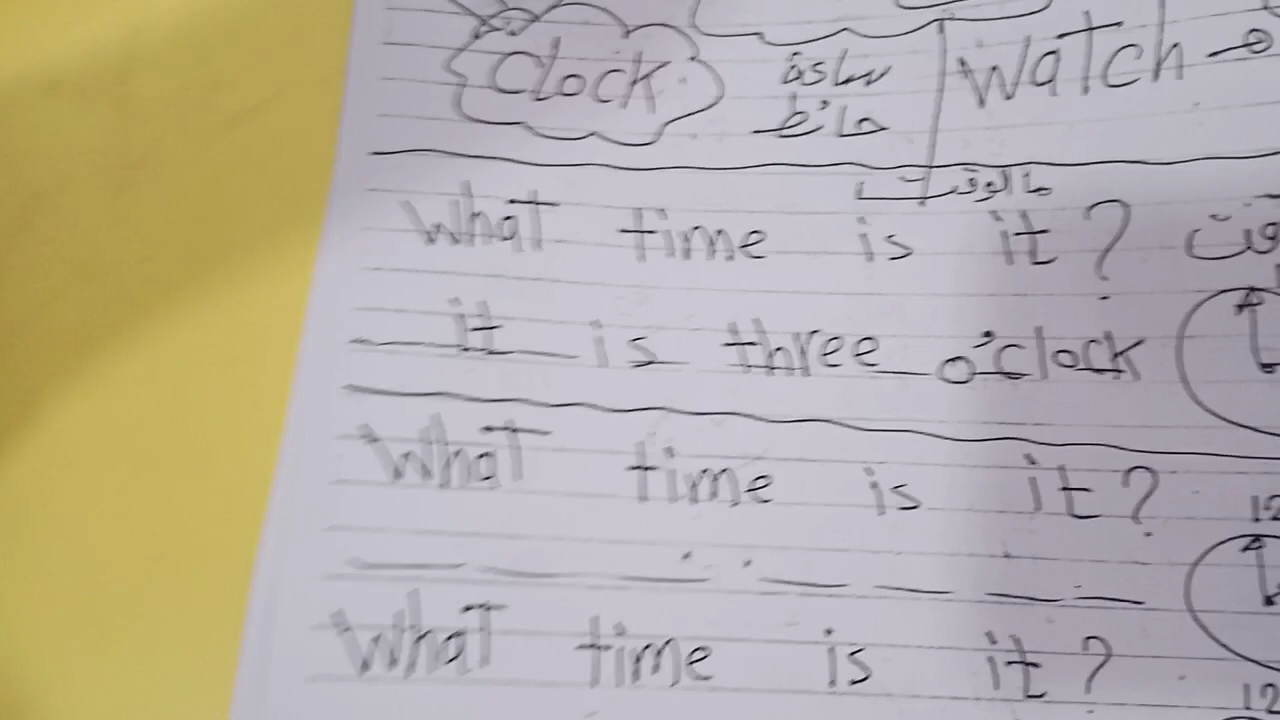 Clock ساعة Watch
حائط
ما الوقت
What time is it?
it is three o'clock
What time is it?
12
What time is it?
12